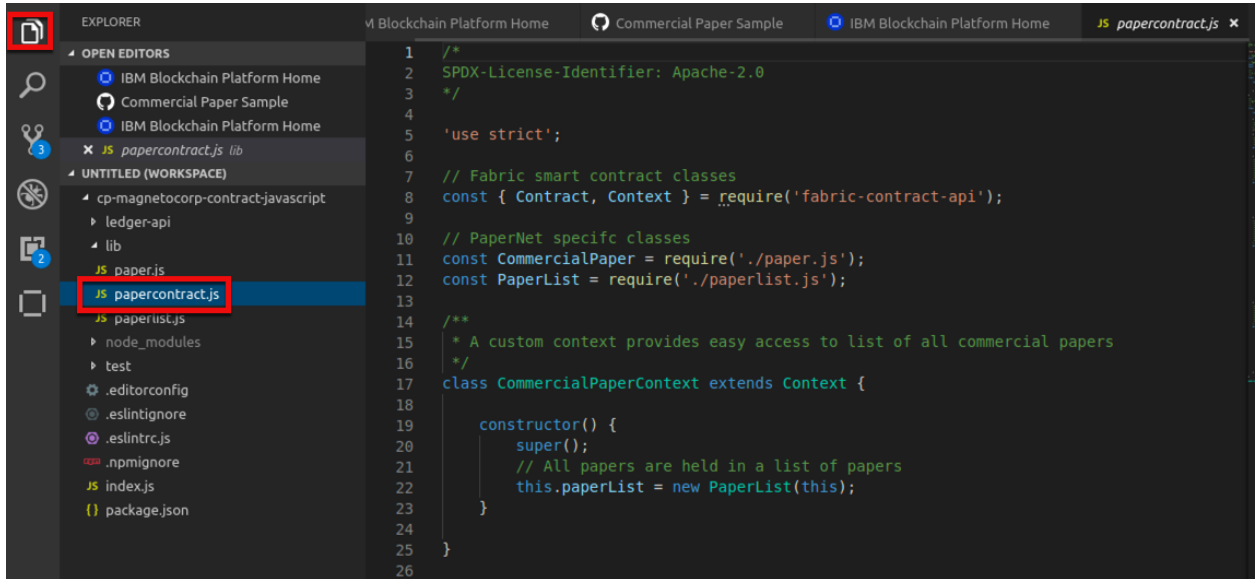 EXPLORER
OPEN EDITORS
IBM Blockchain Platform Home
Commercial Paper Sample
IBM Blockchain Platform Home
JS papercontract.js lib
3
UNTITLED (WORKSPACE)
cp-magnetocorp-contract-javascript
ledger-api
lib
2
JS paper.js
JS papercontract.js
JS paperlist.js
node_modules
test
.editorconfig
.eslintignore
.eslintrc.js
.npmignore
JS index.js
{} package.json
M Blockchain Platform Home Commercial Paper Sample IBM Blockchain Platform Home JS papercontract.js
1 /*
2 SPDX-License-Identifier: Apache-2.0
3 */
4
5 'use strict';
6
7 // Fabric smart contract classes
8 const { Contract, Context } = require('fabric-contract-api');
9
10 // PaperNet specifc classes
11 const CommercialPaper = require('./paper.js');
12 const PaperList = require('./paperlist.js');
13
14 /**
15 * A custom context provides easy access to list of all commercial papers
16 */
17 class CommercialPaperContext extends Context {
18
19 constructor() {
20 super();
21 // All papers are held in a list of papers
22 this.paperList = new PaperList(this);
23 }
24
25 }
26